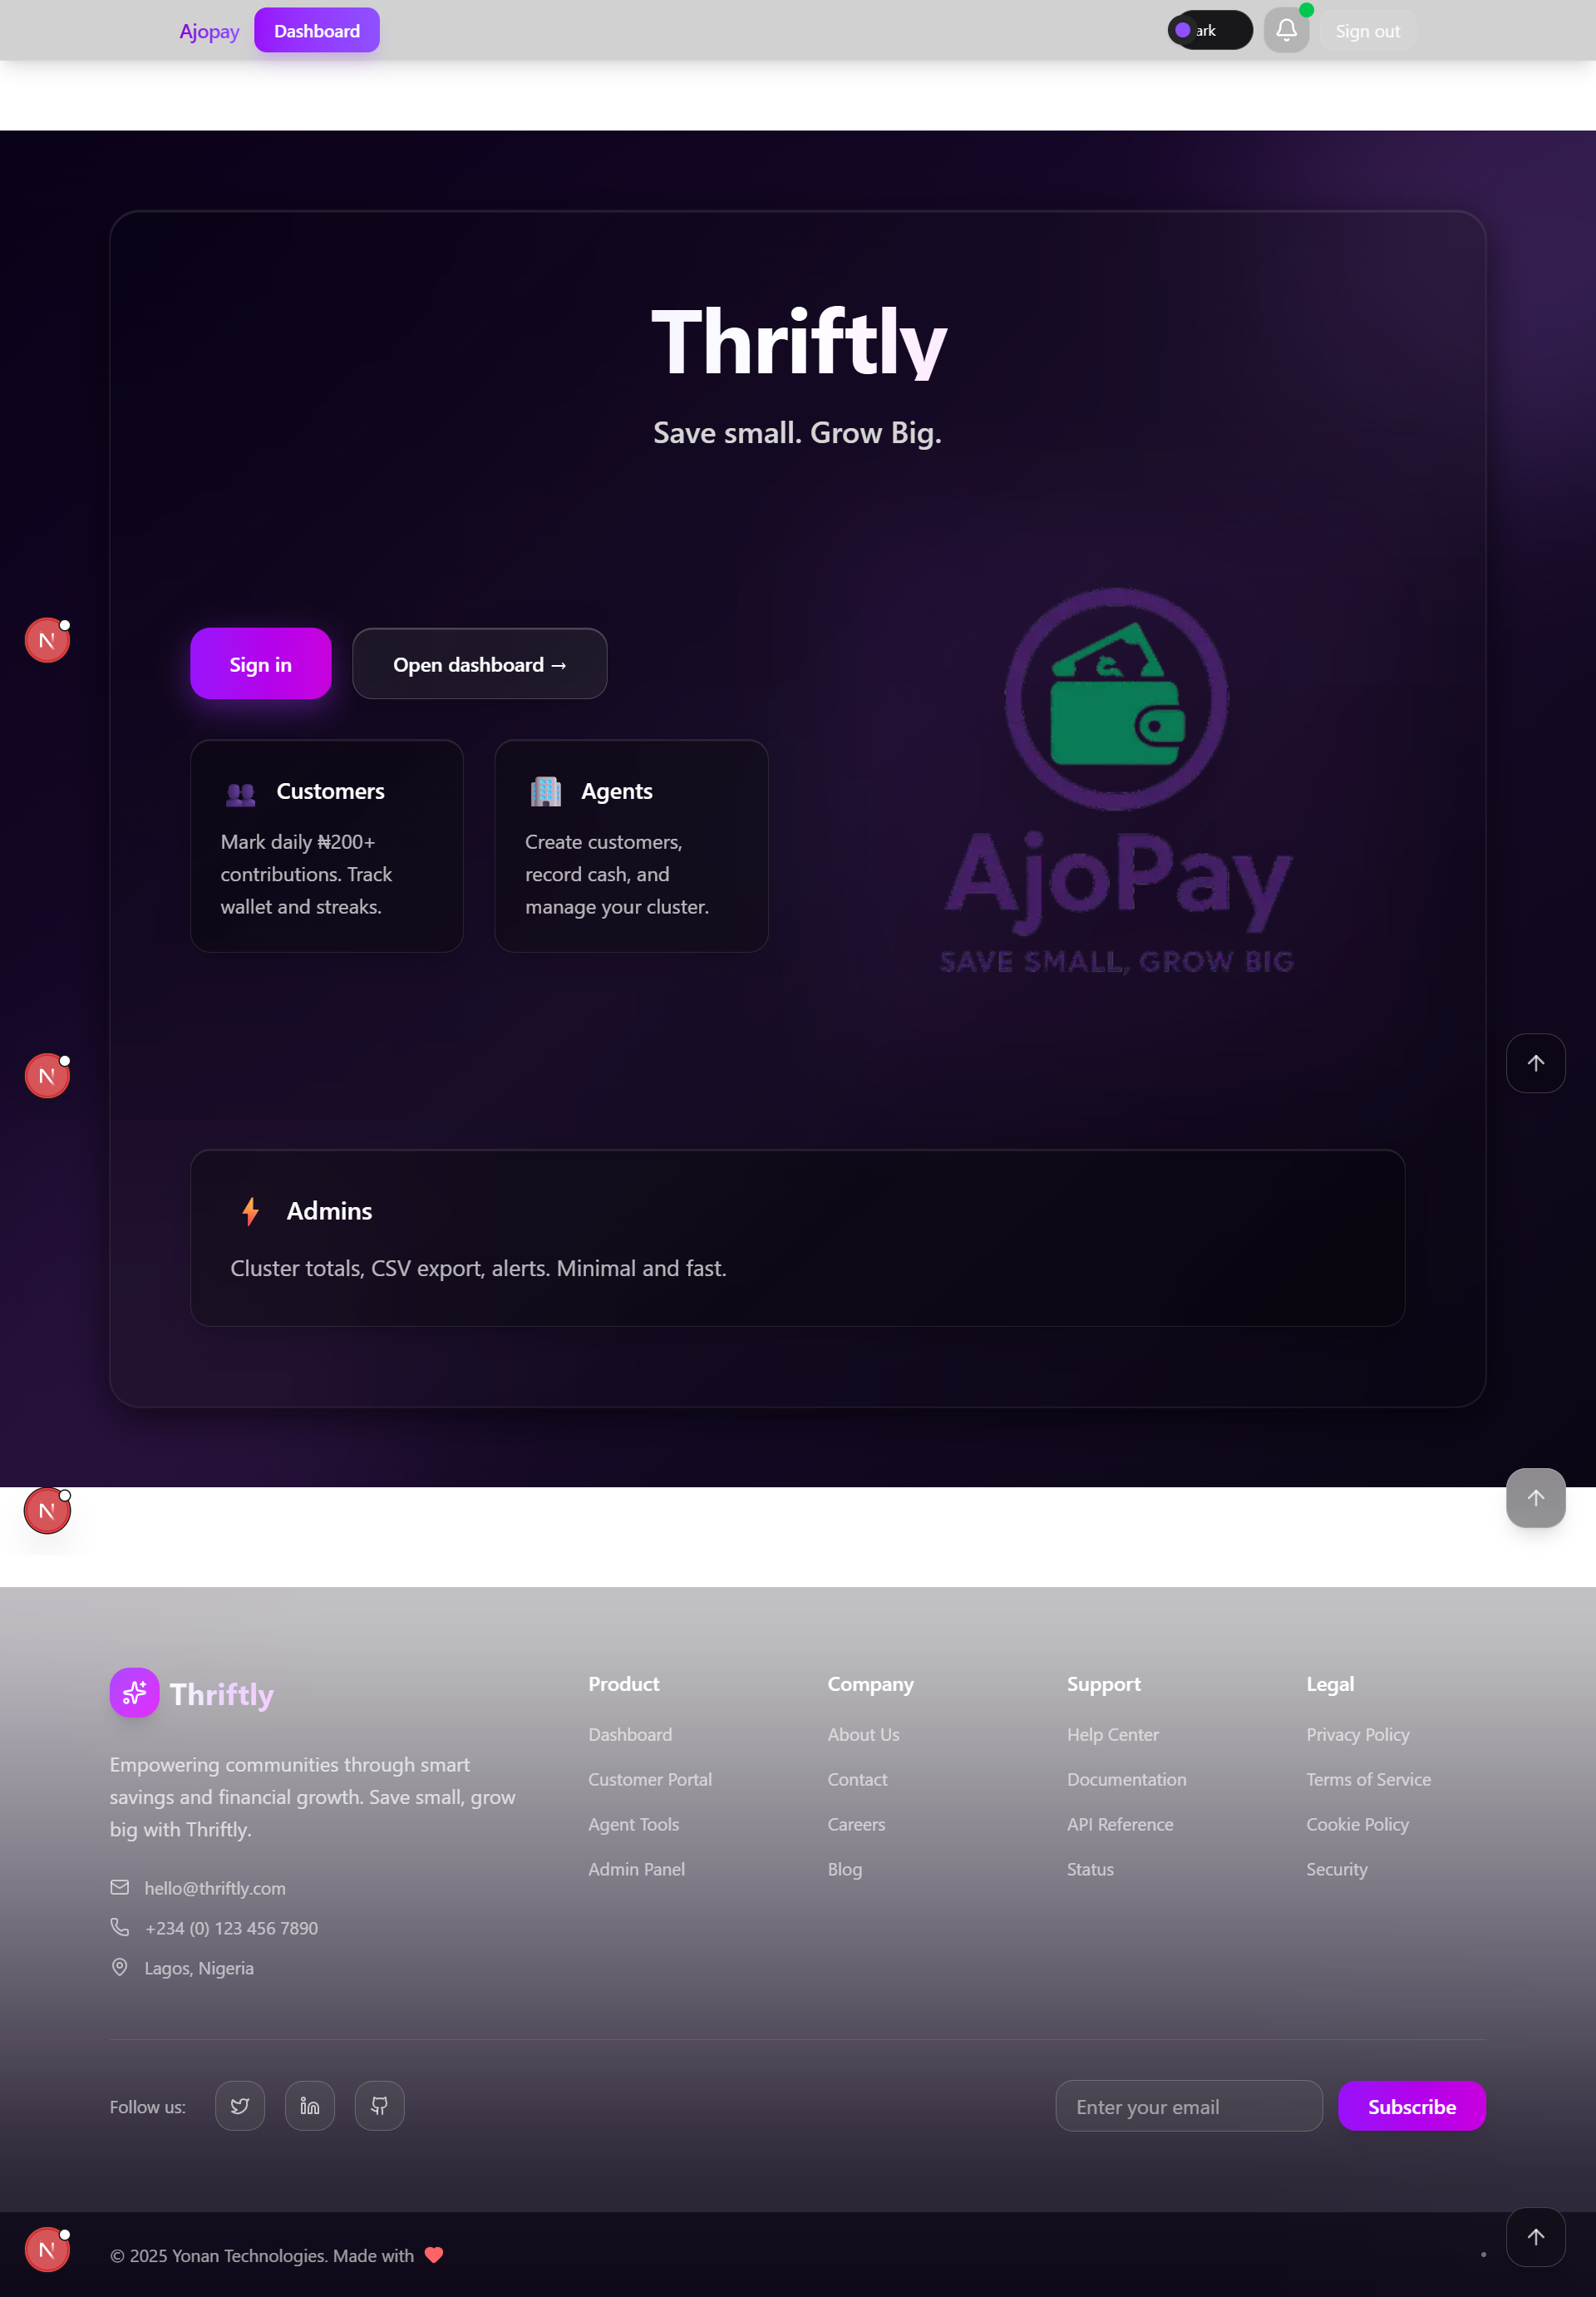 Ajopay
Dashboard
ark
Sign out
Thriftly
Save small. Grow Big.
Sign in
Open dashboard →
Customers
Mark daily ₦200+
contributions. Track
wallet and streaks.
Agents
Create customers,
record cash, and
manage your cluster.
AjoPay
SAVE SMALL, GROW BIG
Admins
Cluster totals, CSV export, alerts. Minimal and fast.
Thriftly
Empowering communities through smart
savings and financial growth. Save small, grow
big with Thriftly.
hello@thriftly.com
+234 (0) 123 456 7890
Lagos, Nigeria
Product
Dashboard
Customer Portal
Agent Tools
Admin Panel
Company
About Us
Contact
Careers
Blog
Support
Help Center
Documentation
API Reference
Status
Legal
Privacy Policy
Terms of Service
Cookie Policy
Security
Follow us:
Enter your email
Subscribe
© 2025 Yonan Technologies. Made with